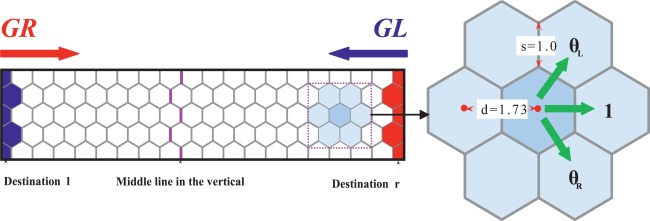 GR
GL
Destination l
Middle line in the vertical
Destination r
s=1.0
θL
d=1.73
1
θR